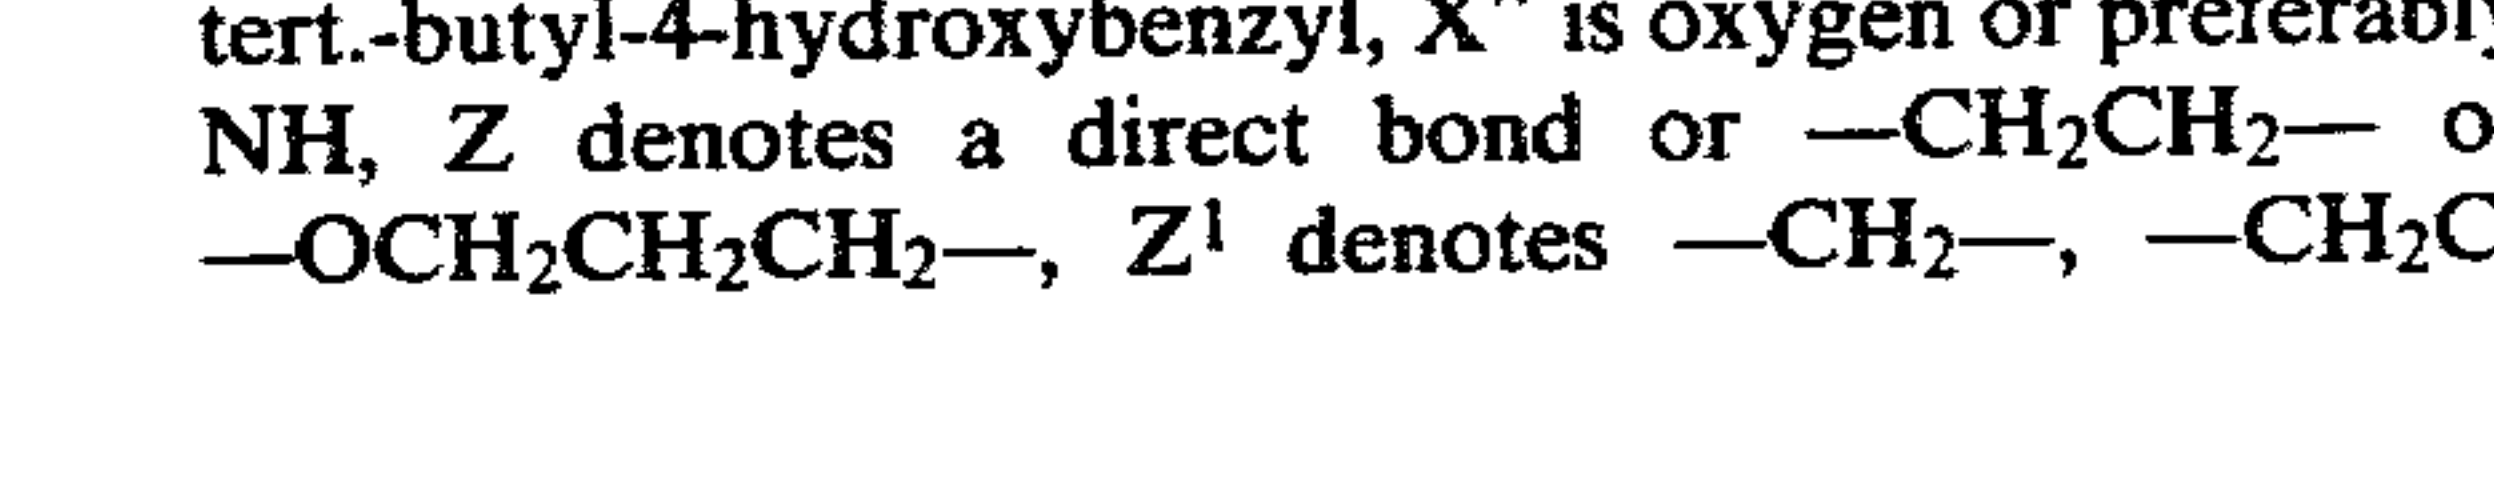 tert.-butyl-4-hydroxybenzyl, X is oxygen or preferably
NH, Z denotes a direct bond or —CH₂CH₂— o
—OCH₂CH₂CH₂—, Z¹ denotes —CH₂—, —CH₂C